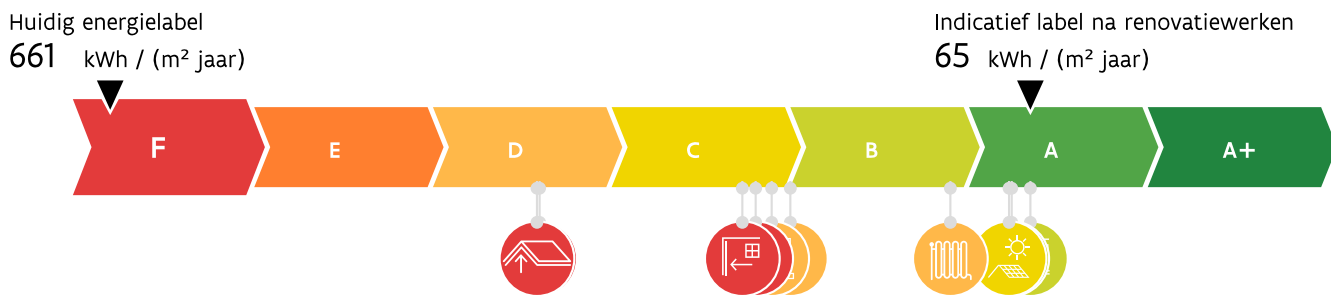 Huidig energielabel
661 kWh / (m² jaar)
Indicatief label na renovatiewerken
65 kWh / (m² jaar)
F E D C B A A+